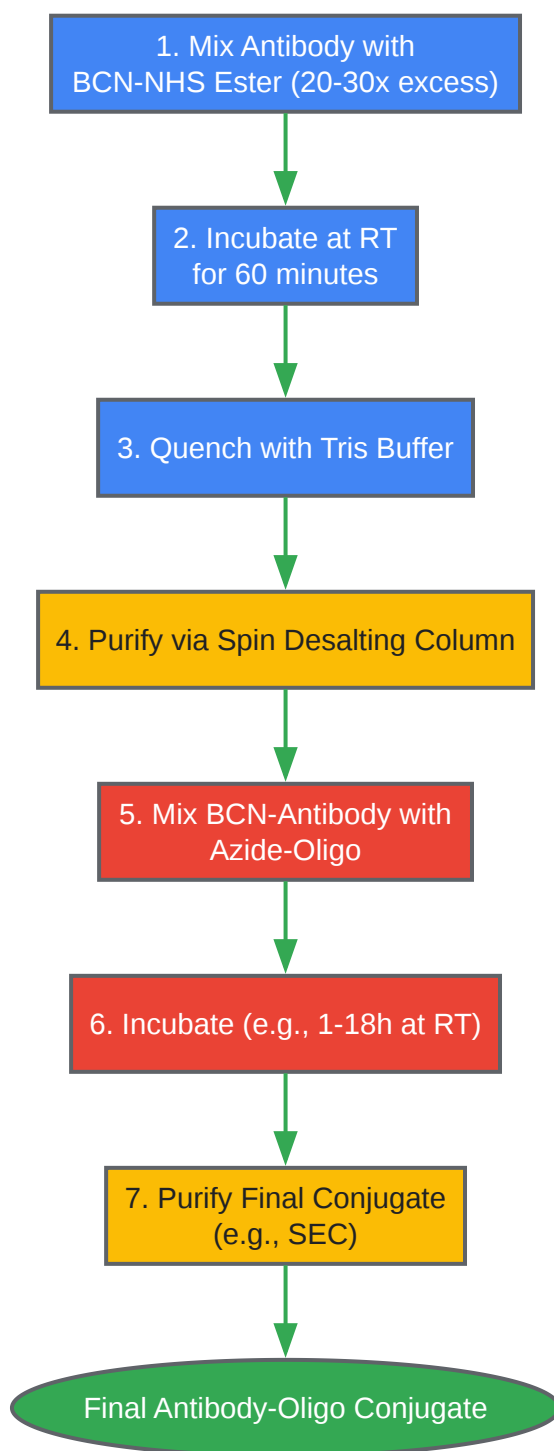 1. Mix Antibody with
BCN-NHS Ester (20-30x excess)
2. Incubate at RT
for 60 minutes
3. Quench with Tris Buffer
4. Purify via Spin Desalting Column
5. Mix BCN-Antibody with
Azide-Oligo
6. Incubate (e.g., 1-18h at RT)
7. Purify Final Conjugate
(e.g., SEC)
Final Antibody-Oligo Conjugate